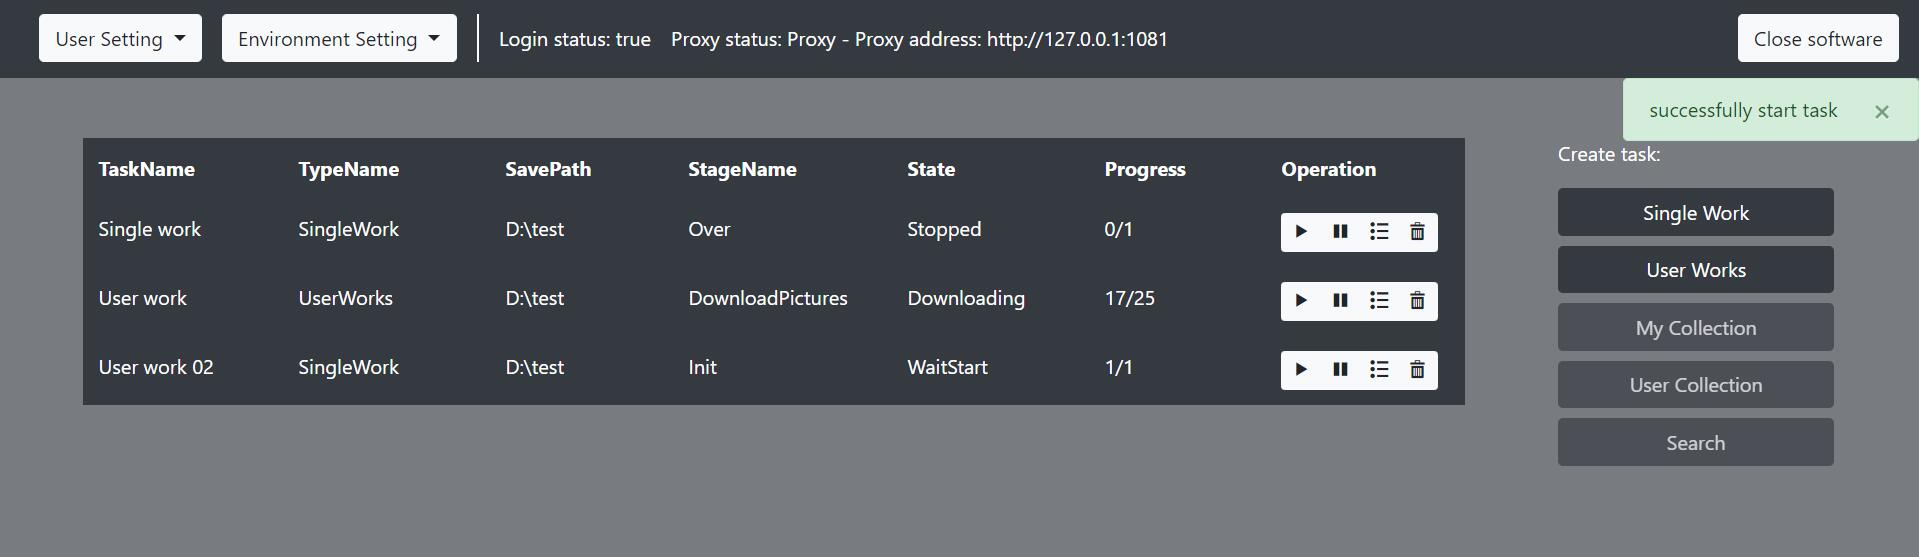 User Setting Environment Setting Login status: true Proxy status: Proxy - Proxy address: http://127.0.0.1:1081 Close software
successfully start task ×
Create task:
TaskName TypeName SavePath StageName State Progress Operation
Single work SingleWork D:\test Over Stopped 0/1
User work UserWorks D:\test DownloadPictures Downloading 17/25
User work 02 SingleWork D:\test Init WaitStart 1/1
Single Work
User Works
My Collection
User Collection
Search